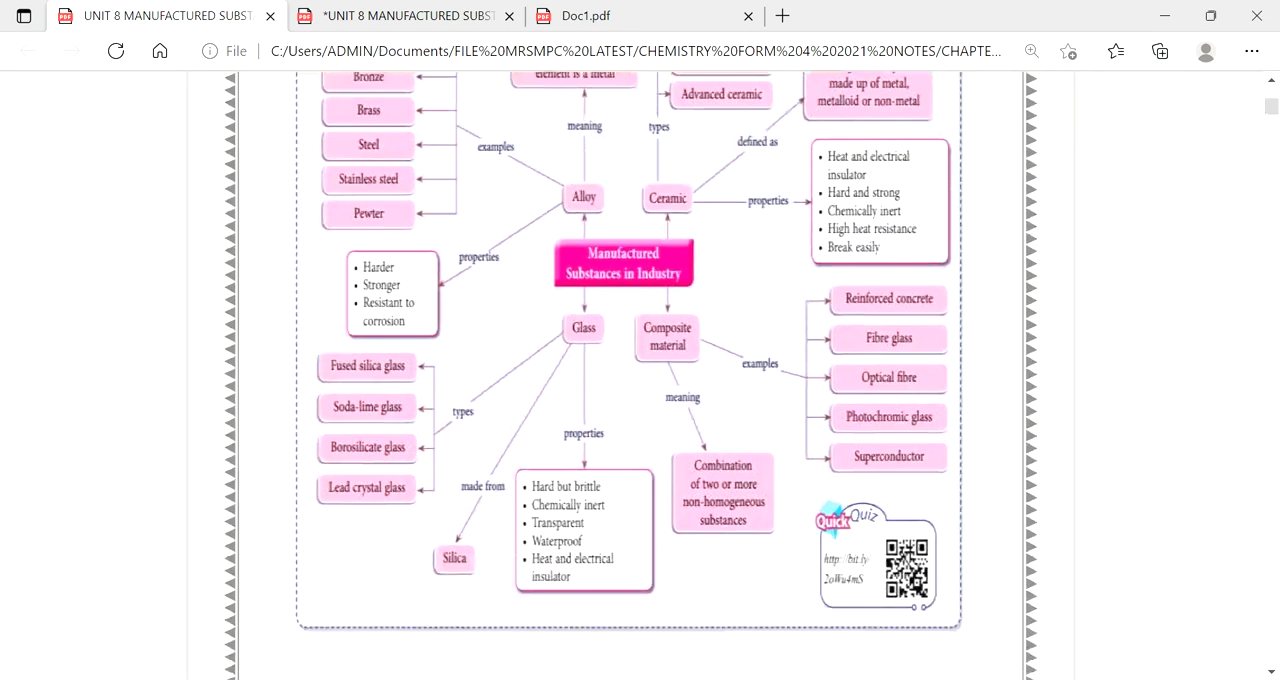 UNIT 8 MANUFACTURED SUBST
*UNIT 8 MANUFACTURED SUBST
Doc1.pdf
File
C:/Users/ADMIN/Documents/FILE%20MRSMPC%20LATEST/CHEMISTRY%20FORM%204%202021%20NOTES/CHAPTE...
Bronze
Brass
Steel
Stainless steel
Pewter
examples
element is a metal
meaning
Alloy
properties
• Harder
• Stronger
• Resistant to
corrosion
Advanced ceramic
types
made up of metal,
metalloid or non-metal
defined as
Ceramic
properties
• Heat and electrical
insulator
• Hard and strong
• Chemically inert
• High heat resistance
• Break easily
Manufactured
Substances in Industry
Glass
types
Fused silica glass
Soda-lime glass
Borosilicate glass
Lead crystal glass
made from
Silica
properties
• Hard but brittle
• Chemically inert
• Transparent
• Waterproof
• Heat and electrical
insulator
Composite
material
meaning
Combination
of two or more
non-homogeneous
substances
examples
Reinforced concrete
Fibre glass
Optical fibre
Photochromic glass
Superconductor
Quick Quiz
http://bit.ly
2oWu4mS